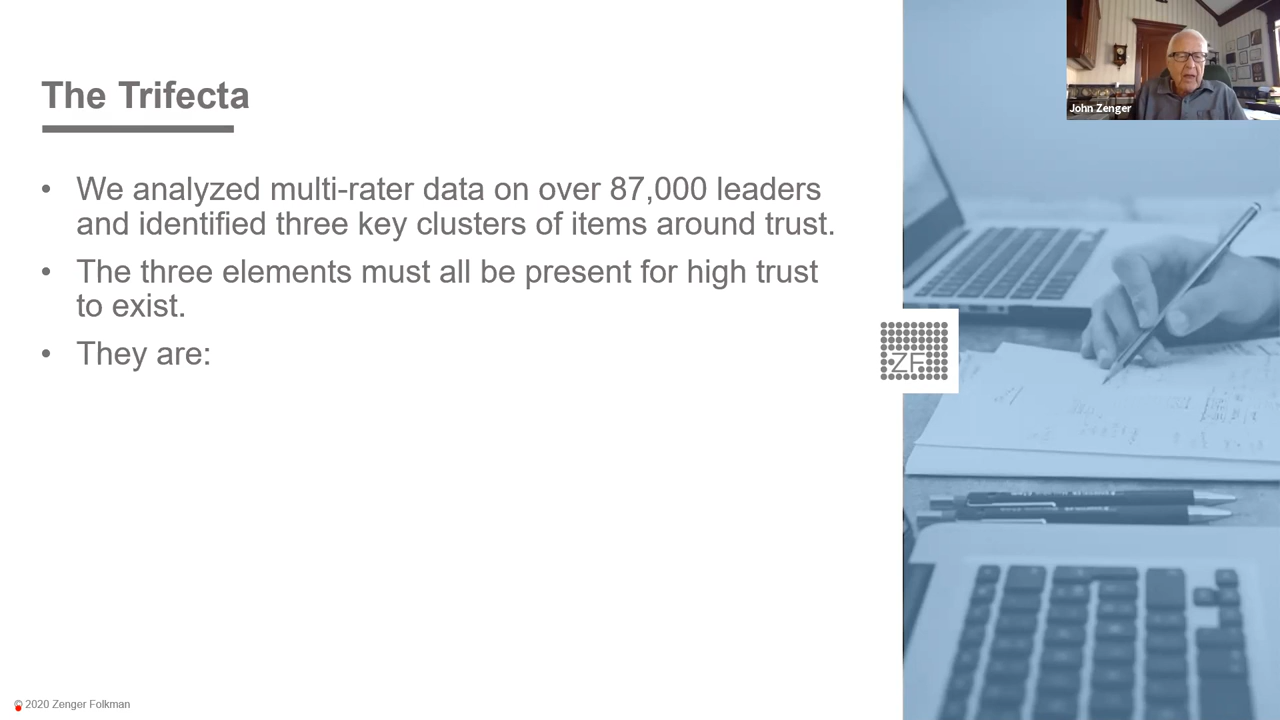 The Trifecta
• We analyzed multi-rater data on over 87,000 leaders
and identified three key clusters of items around trust.
• The three elements must all be present for high trust
to exist.
• They are:
John Zenger
ZF
© 2020 Zenger Folkman